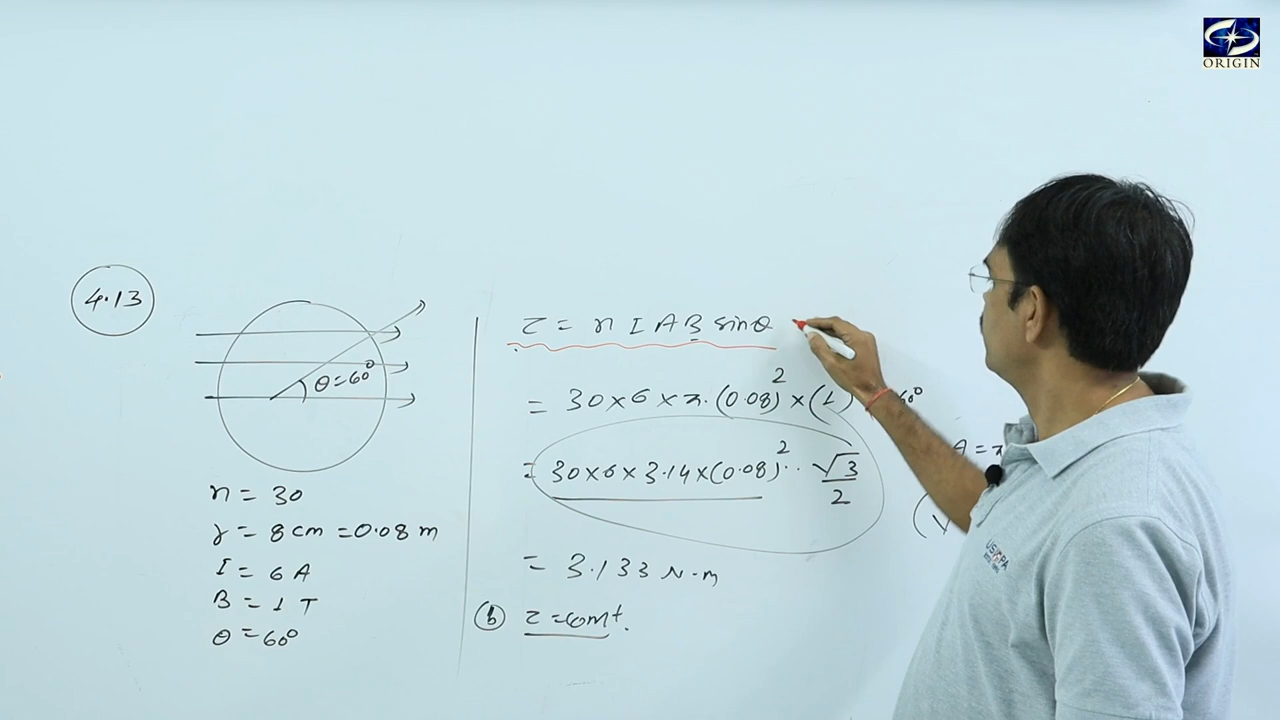 ORIGIN
4.13
θ=60°
n = 30
r = 8 cm = 0.08 m
I = 6 A
B = 1 T
θ = 60°
τ = n I A B sinθ
= 30×6×π.(0.08)²×(1) 60°
= 30×6×3.14×(0.08)².. √3/2
A = π
= 3.133 N-m
(b) τ = const.
USICPA